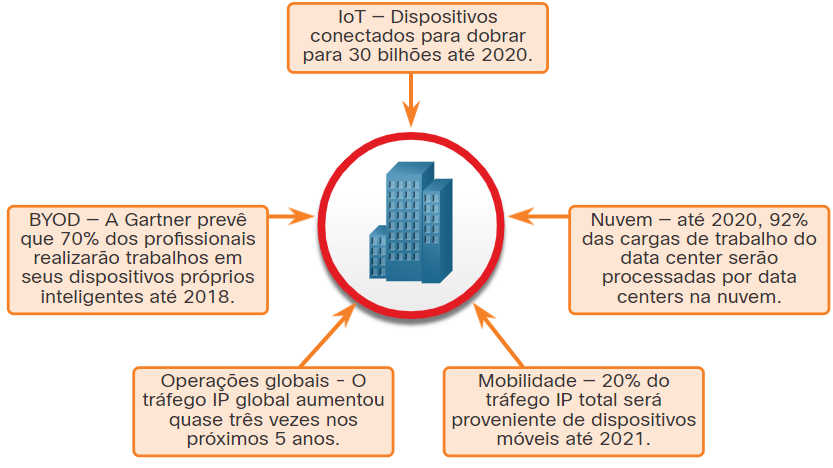 IoT – Dispositivos
conectados para dobrar
para 30 bilhões até 2020.
BYOD – A Gartner prevê
que 70% dos profissionais
realizarão trabalhos em
seus dispositivos próprios
inteligentes até 2018.
Nuvem – até 2020, 92%
das cargas de trabalho do
data center serão
processadas por data
centers na nuvem.
Operações globais - O
tráfego IP global aumentou
quase três vezes nos
próximos 5 anos.
Mobilidade – 20% do
tráfego IP total será
proveniente de dispositivos
móveis até 2021.